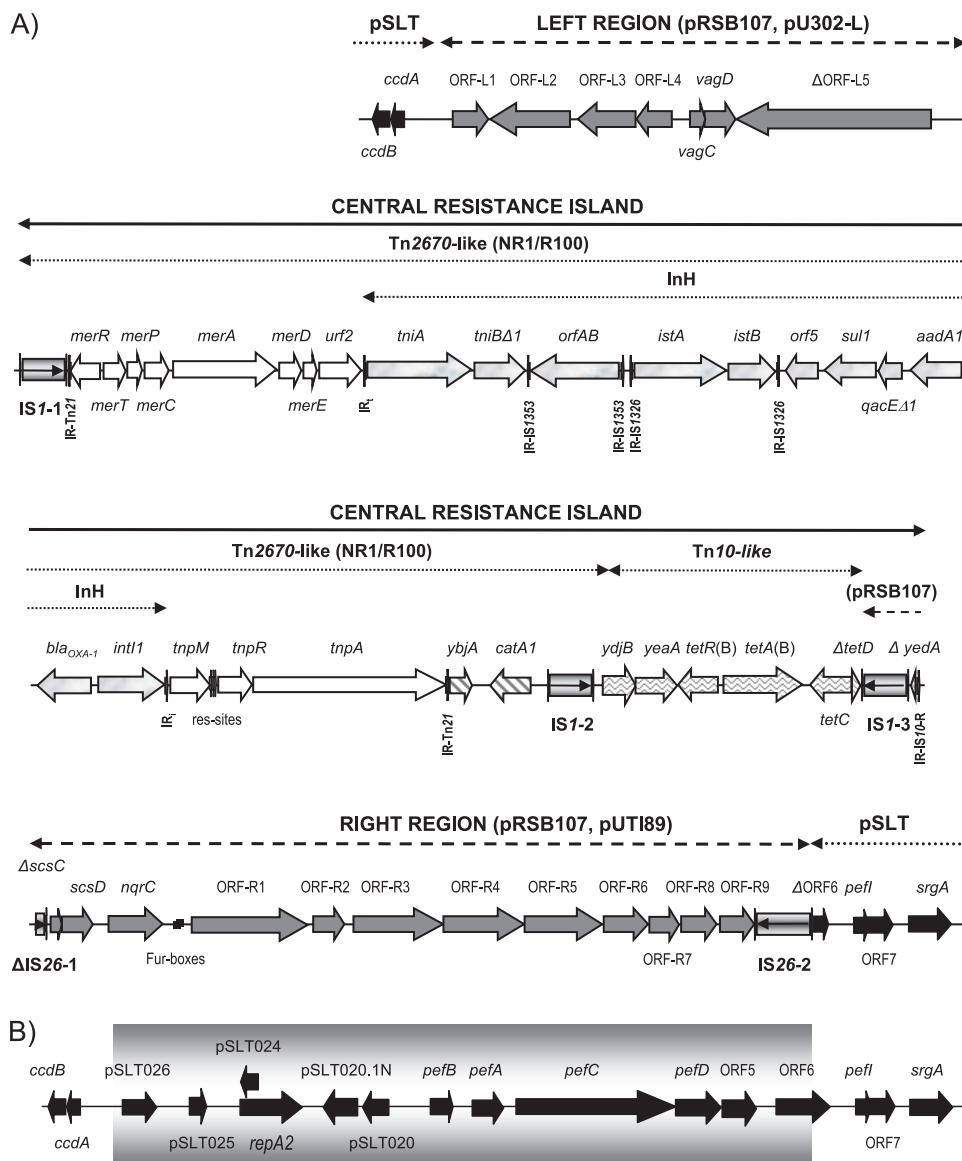 A)
pSLT LEFT REGION (pRSB107, pU302-L)
ccdA ORF-L1 ORF-L2 ORF-L3 ORF-L4 vagD ΔORF-L5
ccdB vagC
CENTRAL RESISTANCE ISLAND
Tn2670-like (NR1/R100)
InH
merR merP merA merD urf2 tniA tniBΔ1 orfAB istA istB orf5 sul1 aadA1
merT merC merE qacEΔ1
IS1-1 IR-Tn21 IRt IR-IS1353 IR-IS1353 IR-IS1326 IR-IS1326
CENTRAL RESISTANCE ISLAND
Tn2670-like (NR1/R100) Tn10-like
InH (pRSB107)
blaOXA-1 intI1 tnpM tnpR tnpA ybjA catA1 ydjB yeaA tetR(B) tetA(B) ΔtetD Δ yedA
IRi res-sites IR-Tn21 IS1-2 tetC IS1-3 IR-IS10-R
RIGHT REGION (pRSB107, pUTI89) pSLT
ΔscsC
scsD nqrC ORF-R1 ORF-R2 ORF-R3 ORF-R4 ORF-R5 ORF-R6 ORF-R8 ORF-R9 ΔORF6 pefI srgA
ΔIS26-1 Fur-boxes ORF-R7 IS26-2 ORF7
B)
pSLT024
ccdB pSLT026 pSLT020.1N pefB pefA pefC pefD ORF5 ORF6 pefI srgA
ccdA pSLT025 repA2 pSLT020 ORF7